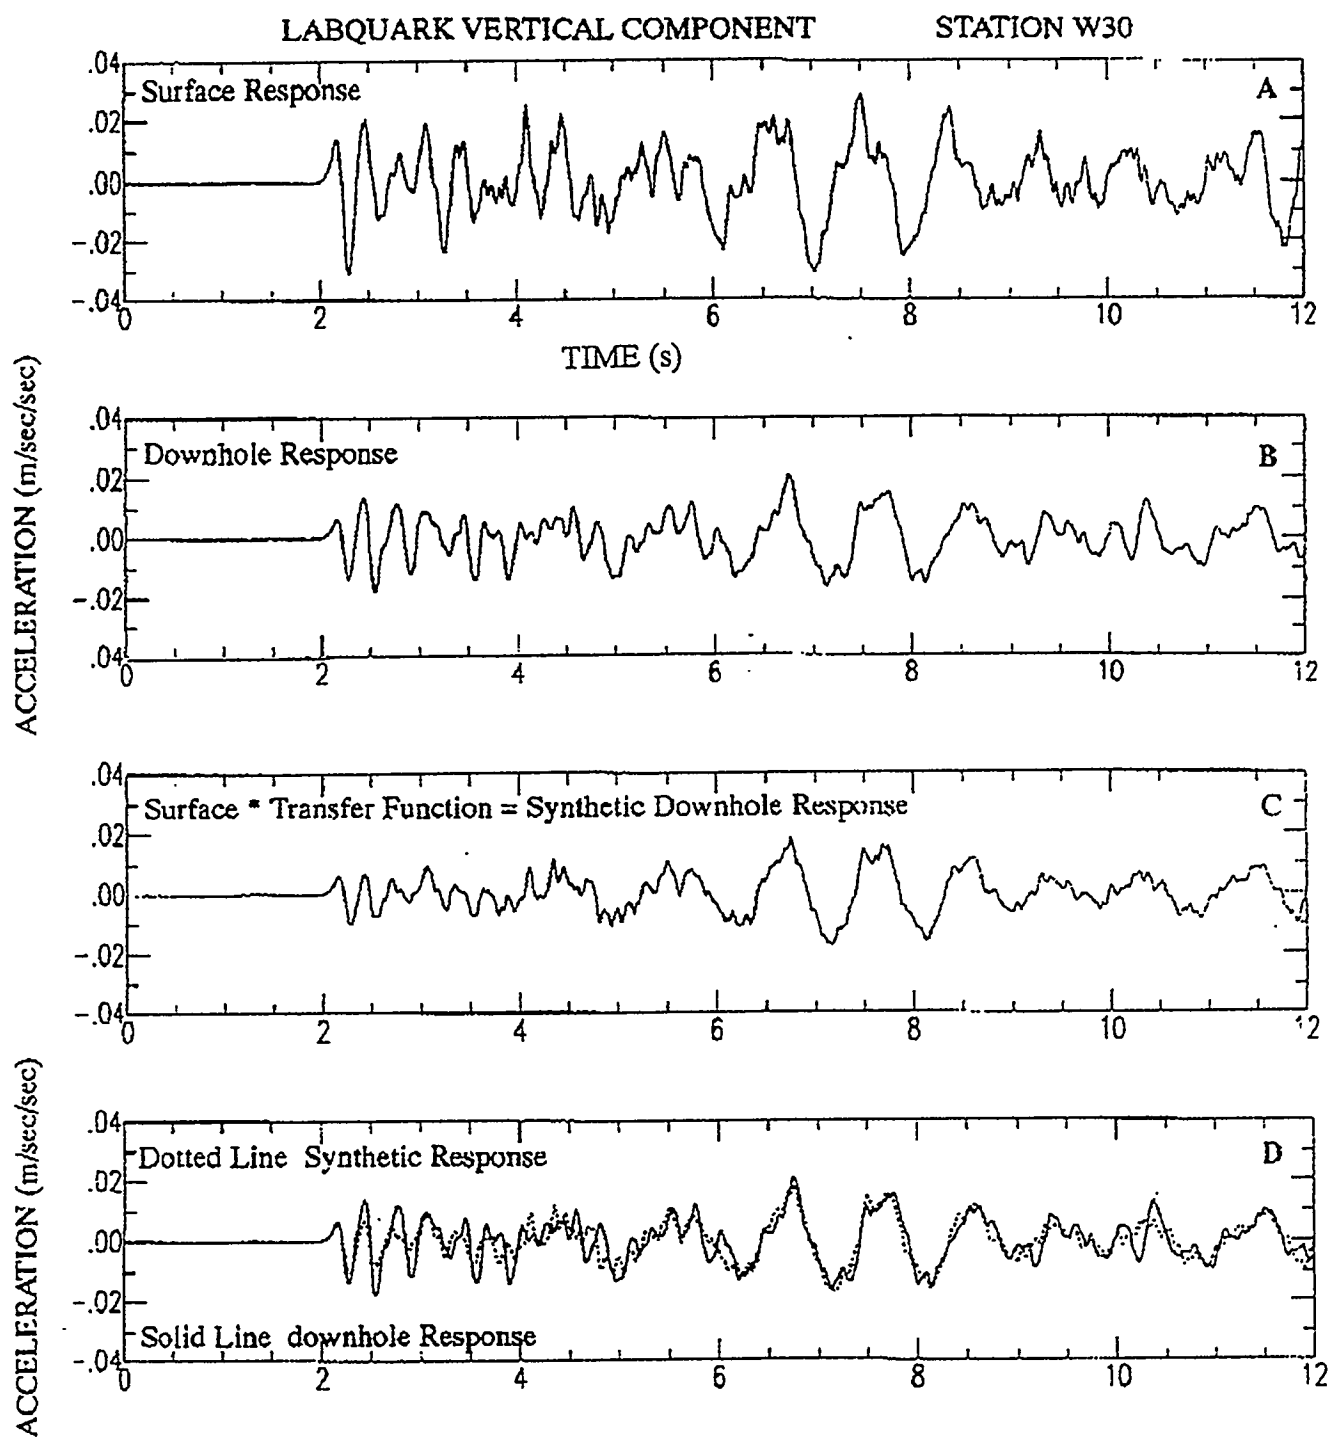 LABQUARK VERTICAL COMPONENT STATION W30
.04
Surface Response A
.02
.00
-.02
-.04
0 2 4 6 8 10 12
TIME (s)
ACCELERATION (m/sec/sec)
.04
Downhole Response B
.02
.00
-.02
.04
0 2 4 6 8 10 12
.04
Surface * Transfer Function = Synthetic Downhole Response C
.02
.00
-.02
-.04
0 2 4 6 8 10 12
ACCELERATION (m/sec/sec)
.04
Dotted Line Synthetic Response D
.02
.00
-.02
Solid Line downhole Response
-.04
0 2 4 6 8 10 12